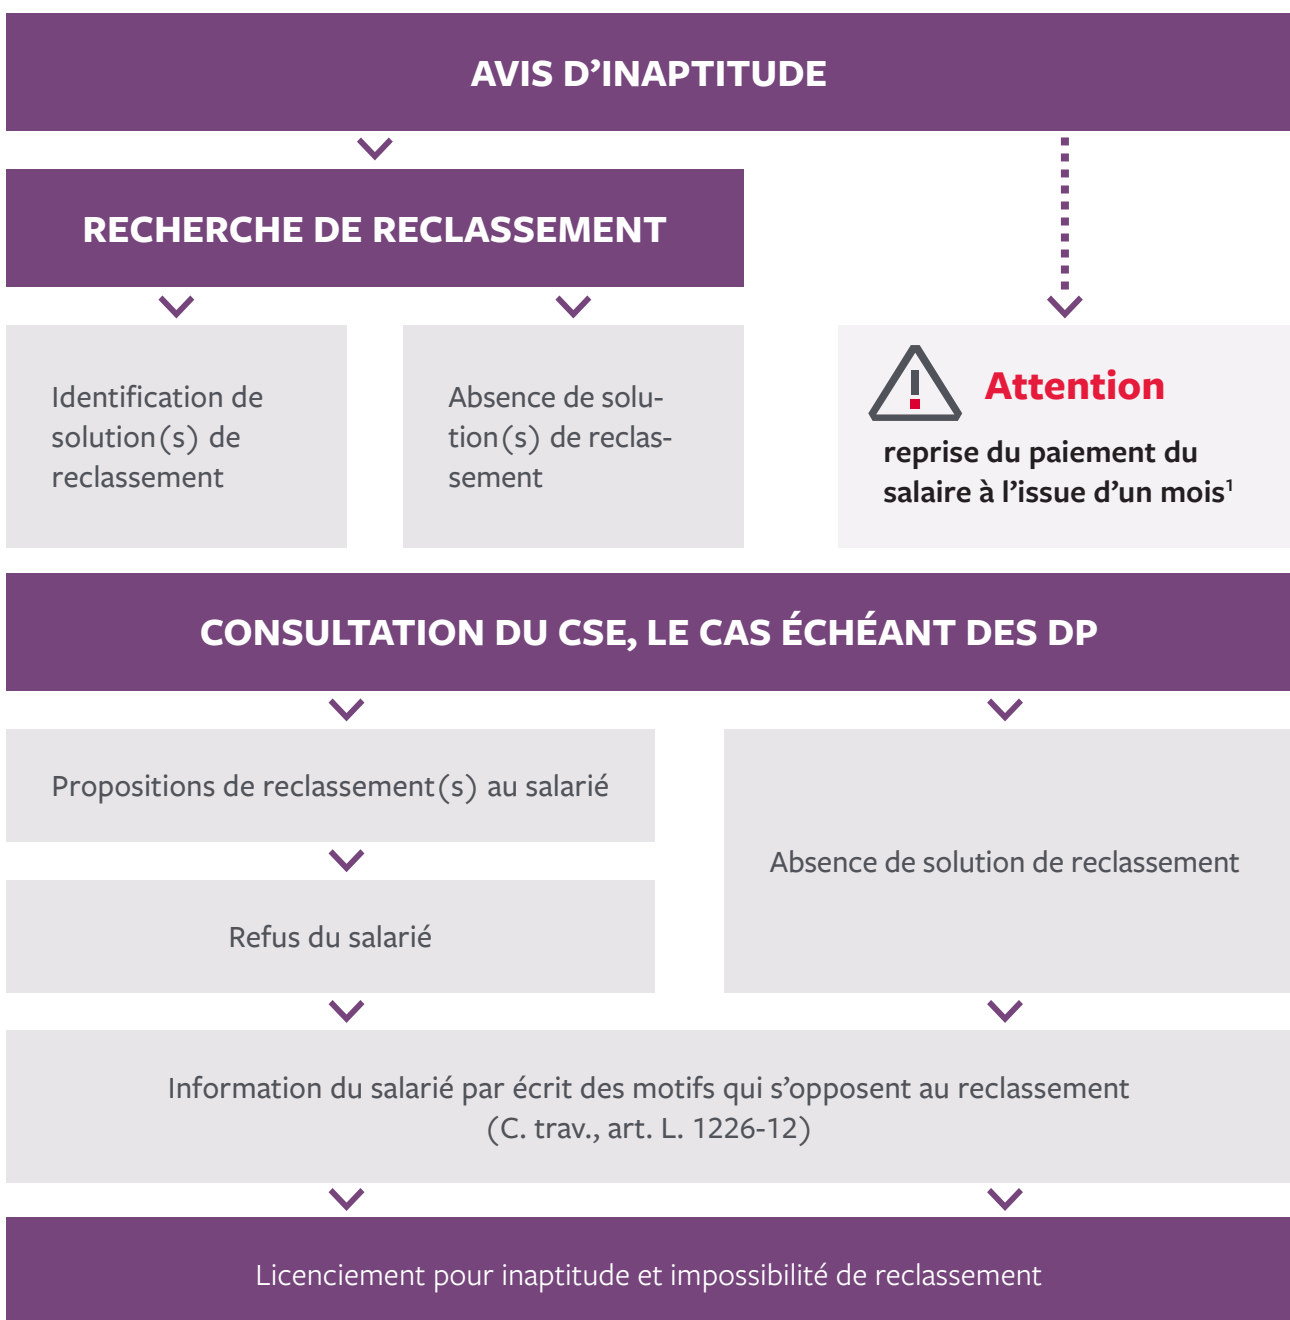 AVIS D’INAPTITUDE
RECHERCHE DE RECLASSEMENT
Identification de
solution(s) de
reclassement
Absence de solu-
tion(s) de reclas-
sement
Attention
reprise du paiement du
salaire à l’issue d’un mois¹
CONSULTATION DU CSE, LE CAS ÉCHÉANT DES DP
Propositions de reclassement(s) au salarié
Refus du salarié
Absence de solution de reclassement
Information du salarié par écrit des motifs qui s’opposent au reclassement
(C. trav., art. L. 1226-12)
Licenciement pour inaptitude et impossibilité de reclassement